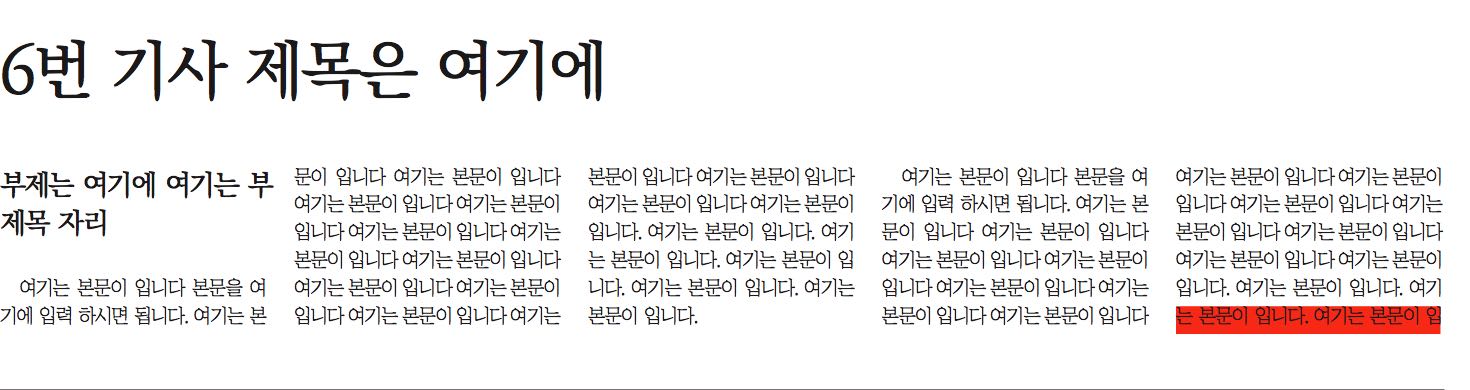 6번 기사 제목은 여기에
부제는 여기에 여기는 부
제목 자리
여기는 본문이 입니다 본문을 여
기에 입력 하시면 됩니다. 여기는 본
문이 입니다 여기는 본문이 입니다
여기는 본문이 입니다 여기는 본문이
입니다 여기는 본문이 입니다 여기는
본문이 입니다 여기는 본문이 입니다
여기는 본문이 입니다 여기는 본문이
입니다 여기는 본문이 입니다 여기는
본문이 입니다 여기는 본문이 입니다
여기는 본문이 입니다 여기는 본문이
입니다. 여기는 본문이 입니다. 여기
는 본문이 입니다. 여기는 본문이 입
니다. 여기는 본문이 입니다. 여기는
본문이 입니다.
여기는 본문이 입니다 본문을 여
기에 입력 하시면 됩니다. 여기는 본
문이 입니다 여기는 본문이 입니다
여기는 본문이 입니다 여기는 본문이
입니다 여기는 본문이 입니다 여기는
본문이 입니다 여기는 본문이 입니다
여기는 본문이 입니다 여기는 본문이
입니다 여기는 본문이 입니다 여기는
본문이 입니다 여기는 본문이 입니다
여기는 본문이 입니다 여기는 본문이
입니다. 여기는 본문이 입니다. 여기
는 본문이 입니다. 여기는 본문이 입